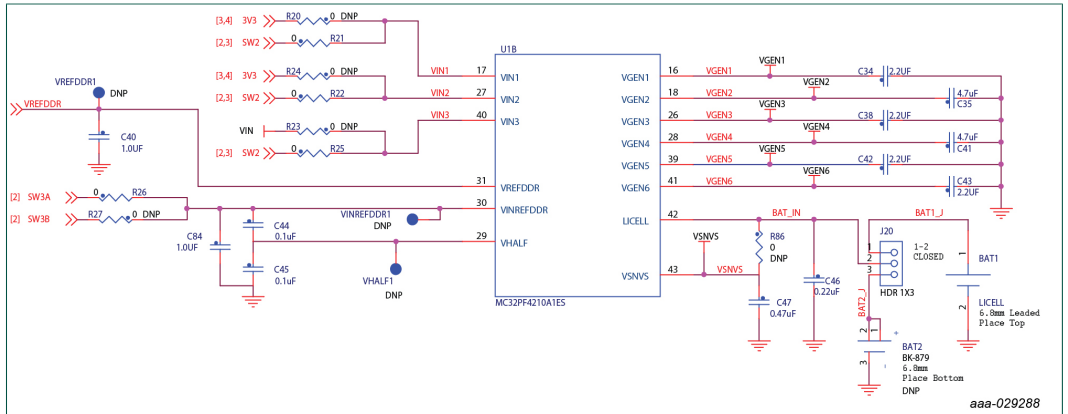 [3,4] 3V3 R20 0 DNP
[2,3] SW2 0 R21
U1B
[3,4] 3V3 R24 0 DNP
[2,3] SW2 0 R22
VIN R23 0 DNP
[2,3] SW2 0 R25
VREFDDR1
DNP
VREFDDR
C40
1.0UF
VIN1 17 VIN1
VIN2 27 VIN2
VIN3 40 VIN3
31 VREFDDR
30 VINREFDDR
29 VHALF
MC32PF4210A1ES
[2] SW3A 0 R26
[2] SW3B R27 0 DNP
VINREFDDR1
DNP
C84
1.0UF
C44
0.1uF
C45
0.1uF
VHALF1
DNP
VGEN1 16 VGEN1 VGEN1 C34 2.2UF
VGEN2 18 VGEN2 VGEN2 4.7uF C35
VGEN3 26 VGEN3 VGEN3 C38 2.2UF
VGEN4 28 VGEN4 VGEN4 4.7uF C41
VGEN5 39 VGEN5 VGEN5 C42 2.2UF
VGEN6 41 VGEN6 VGEN6 C43 2.2UF
LICELL 42 BAT_IN BAT1_J
VSNVS 43 VSNVS VSNVS
R86
0
DNP
C46
0.22uF
C47
0.47uF
J20
1
2
3
1-2
CLOSED
HDR 1X3
BAT2_J
1 BAT1
2 LICELL
6.8mm Leaded
Place Top
2 1 +
BAT2
BK-879
3 - 6.8mm
Place Bottom
DNP
aaa-029288